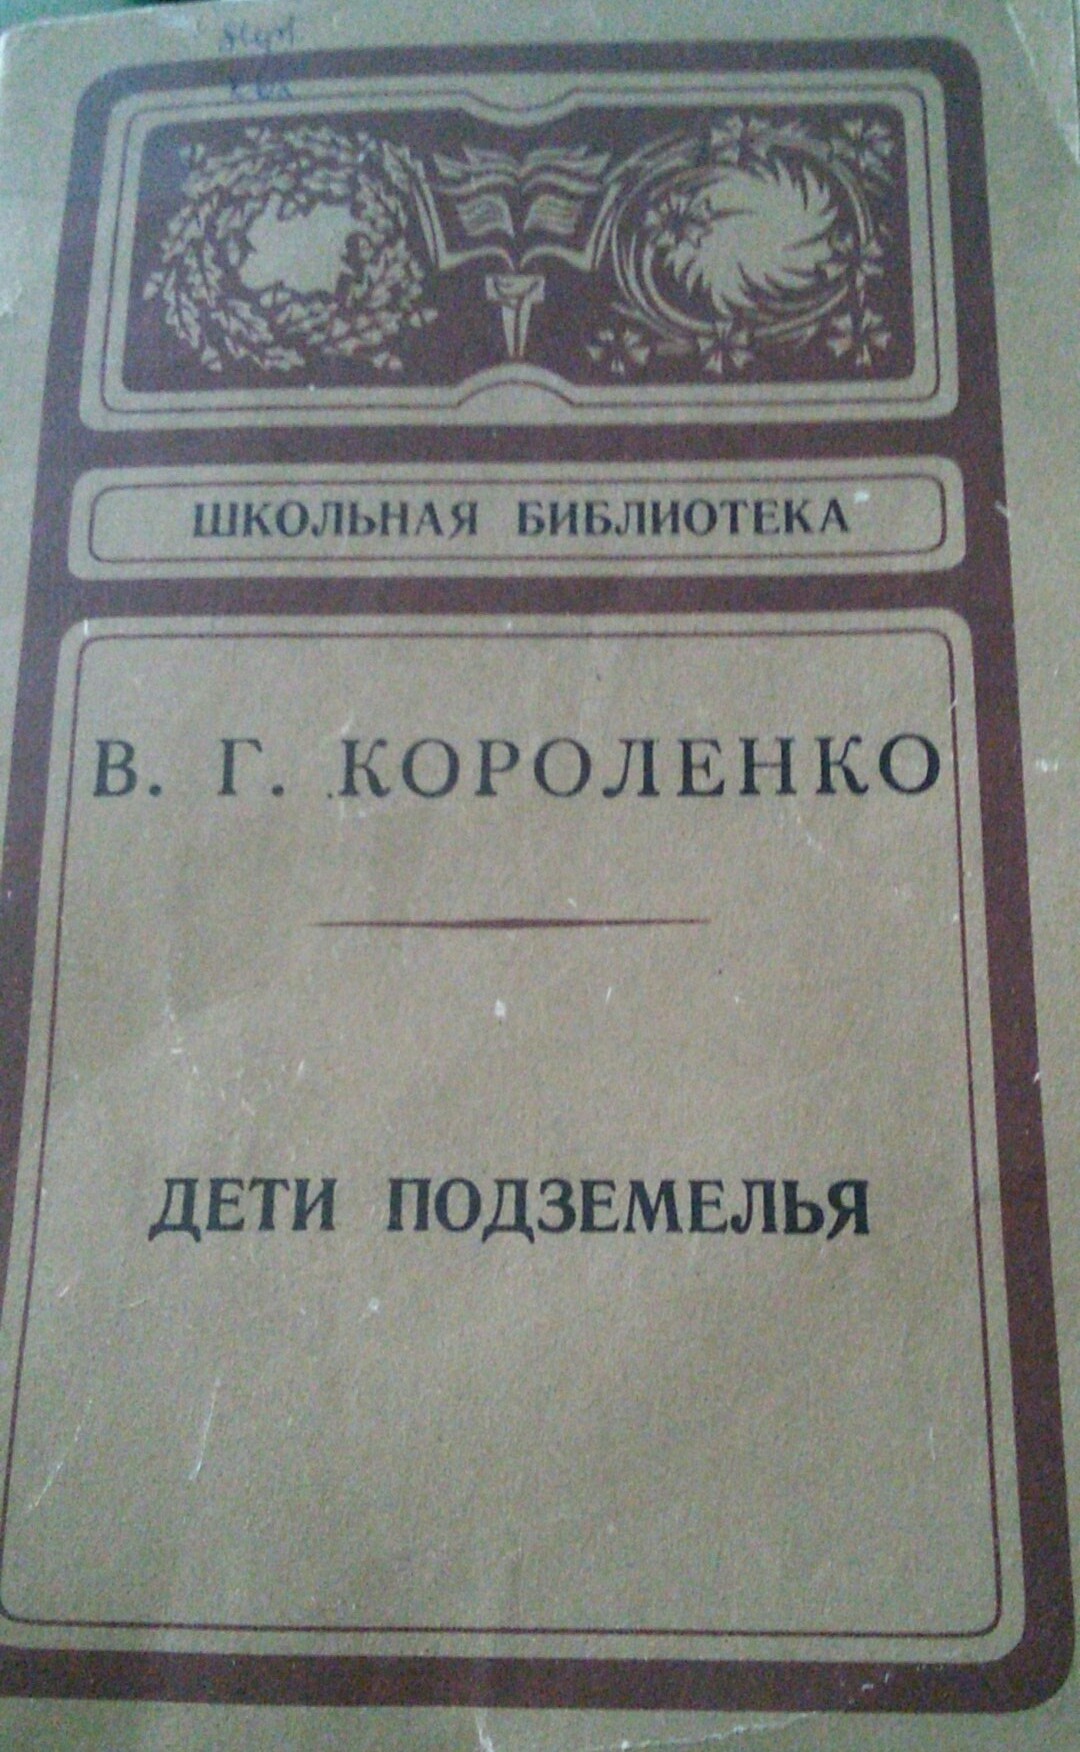 ШКОЛЬНАЯ БИБЛИОТЕКА
В. Г. КОРОЛЕНКО
ДЕТИ ПОДЗЕМЕЛЬЯ